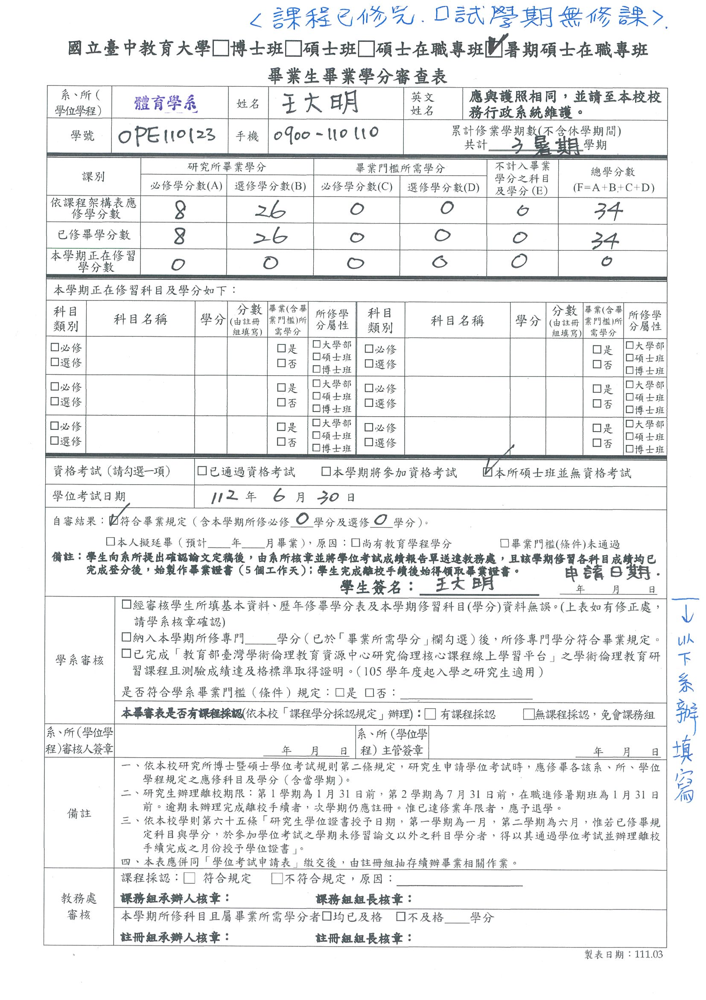 <課程已修完.口試學期無修課>.
國立臺中教育大學□博士班□碩士班□碩士在職專班☑暑期碩士在職專班
畢業生畢業學分審查表
系、所(學位學程) 體育學系 姓名 王大明 英文姓名 應與護照相同，並請至本校校務行政系統維護。
學號 OPE110123 手機 0900-110110 累計修業學期數(不含休學期間)
共計 3暑期 學期
課別 研究所畢業學分 畢業門檻所需學分 不計入畢業學分之科目及學分(E) 總學分數(F=A+B+C+D)
必修學分數(A) 選修學分數(B) 必修學分數(C) 選修學分數(D)
依課程架構表應修學分數 8 26 0 0 0 34
已修畢學分數 8 26 0 0 0 34
本學期正在修習學分數 0 0 0 0 0 0
本學期正在修習科目及學分如下：
科目類別 科目名稱 學分 分數(由註冊組填寫) 畢業(含畢業門檻)所需學分 所修學分屬性 科目類別 科目名稱 學分 分數(由註冊組填寫) 畢業(含畢業門檻)所需學分 所修學分屬性
□必修 □是 □大學部 □必修 □是 □大學部
□選修 □否 □碩士班 □選修 □否 □碩士班
□博士班 □博士班
□必修 □是 □大學部 □必修 □是 □大學部
□選修 □否 □碩士班 □選修 □否 □碩士班
□博士班 □博士班
□必修 □是 □大學部 □必修 □是 □大學部
□選修 □否 □碩士班 □選修 □否 □碩士班
□博士班 □博士班
資格考試（請勾選一項） □已通過資格考試 □本學期將參加資格考試 ☑本所碩士班並無資格考試
學位考試日期 112 年 6 月 30 日
自審結果：☑符合畢業規定（含本學期所修必修 0 學分及選修 0 學分）。
□本人擬延畢（預計____年____月畢業），原因：□尚有教育學程學分 □畢業門檻(條件)未通過
備註：學生向系所提出確認論文定稿後，由系所核章並將學位考試成績報告單送達教務處，且該學期修習各科目成績均已
完成登分後，始製作畢業證書（5個工作天）；學生完成離校手續後始得領取畢業證書。
申請日期.
學生簽名：王大明 年 月 日
↓以下系辦填寫
學系審核
□經審核學生所填基本資料、歷年修畢學分表及本學期修習科目(學分)資料無誤。(上表如有修正處，
請學系核章確認)
□納入本學期所修專門_____學分（已於「畢業所需學分」欄勾選）後，所修專門學分符合畢業規定。
□已完成「教育部臺灣學術倫理教育資源中心研究倫理核心課程線上學習平台」之學術倫理教育研
習課程且測驗成績達及格標準取得證明。（105 學年度起入學之研究生適用）
是否符合學系畢業門檻（條件）規定：□是 □否：
本畢審表是否有課程採認(依本校「課程學分採認規定」辦理)：□ 有課程採認 □無課程採認，免會課務組
系、所（學位學程）審核人簽章 年 月 日 系、所（學位學程）主管簽章 年 月 日
備註
一、依本校研究所博士暨碩士學位考試規則第二條規定，研究生申請學位考試時，應修畢各該系、所、學位
學程規定之應修科目及學分（含當學期）。
二、研究生辦理離校期限：第 1 學期為 1 月 31 日前，第 2 學期為 7 月 31 日前，在職進修暑期班為 1 月 31 日
前。逾期未辦理完成離校手續者，次學期仍應註冊。惟已達修業年限者，應予退學。
三、依本校學則第六十五條「研究生學位證書授予日期，第一學期為一月，第二學期為六月，惟若已修畢規
定科目與學分，於參加學位考試之學期未修習論文以外之科目學分者，得以其通過學位考試並辦理離校
手續完成之月份授予學位證書」。
四、本表應併同「學位考試申請表」繳交後，由註冊組抽存續辦畢業相關作業。
教務處審核
課程採認：□ 符合規定 □不符合規定，原因：
課務組承辦人核章： 課務組組長核章：
本學期所修科目且屬畢業所需學分者□均已及格 □不及格____學分
註冊組承辦人核章： 註冊組組長核章：
製表日期：111.03